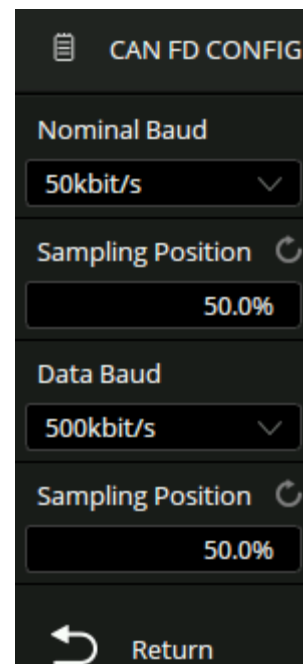 CAN FD CONFIG
Nominal Baud
50kbit/s
Sampling Position
50.0%
Data Baud
500kbit/s
Sampling Position
50.0%
Return